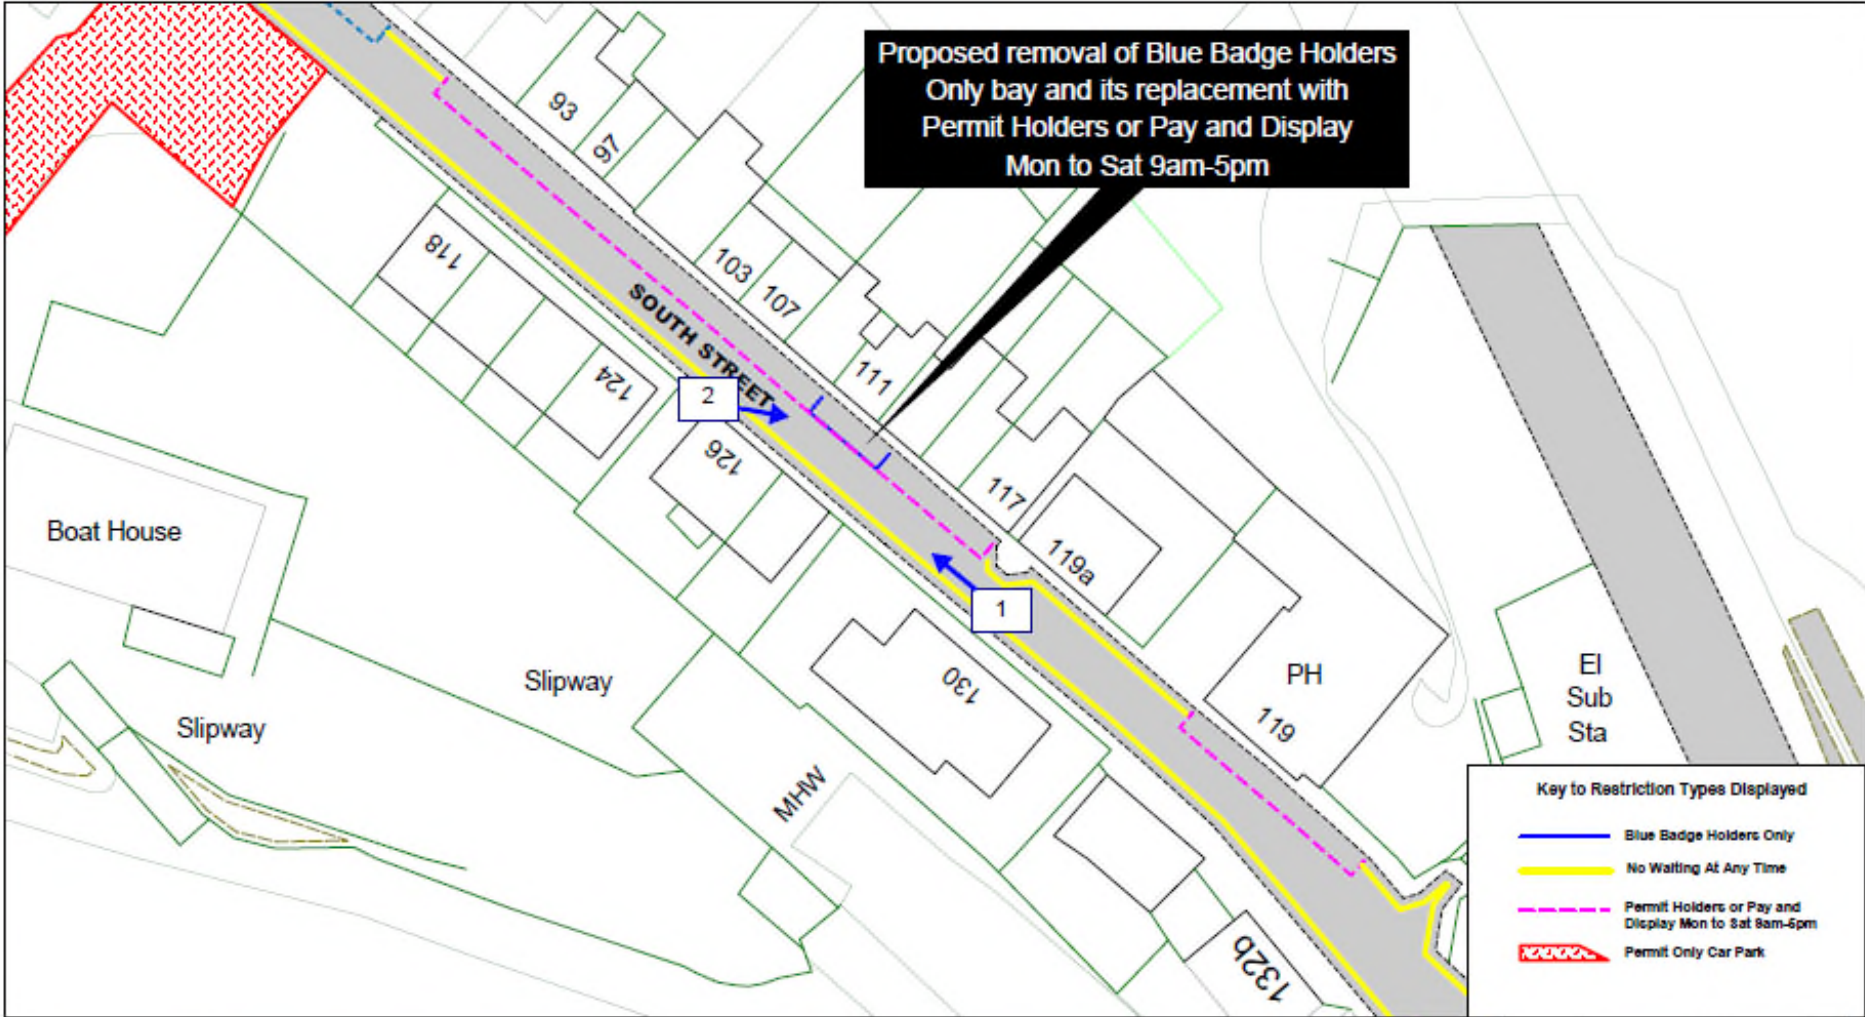 Proposed removal of Blue Badge Holders
Only bay and its replacement with
Permit Holders or Pay and Display
Mon to Sat 9am-5pm
93
97
118
103
107
SOUTH STREET
111
124
2
126
117
119a
Boat House
1
130
PH
119
El
Sub
Sta
Slipway
Slipway
MHW
132b
Key to Restriction Types Displayed
Blue Badge Holders Only
No Waiting At Any Time
Permit Holders or Pay and
Display Mon to Sat 9am-5pm
Permit Only Car Park